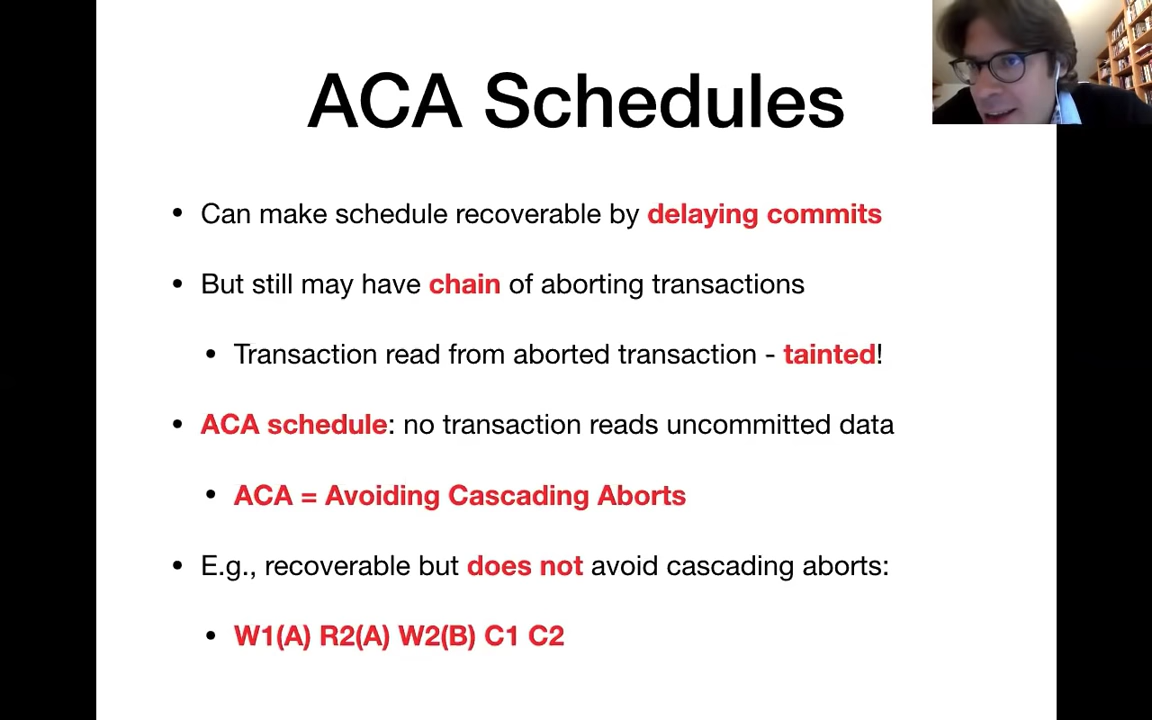 ACA Schedules
• Can make schedule recoverable by delaying commits
• But still may have chain of aborting transactions
• Transaction read from aborted transaction - tainted!
• ACA schedule: no transaction reads uncommitted data
• ACA = Avoiding Cascading Aborts
• E.g., recoverable but does not avoid cascading aborts:
• W1(A) R2(A) W2(B) C1 C2